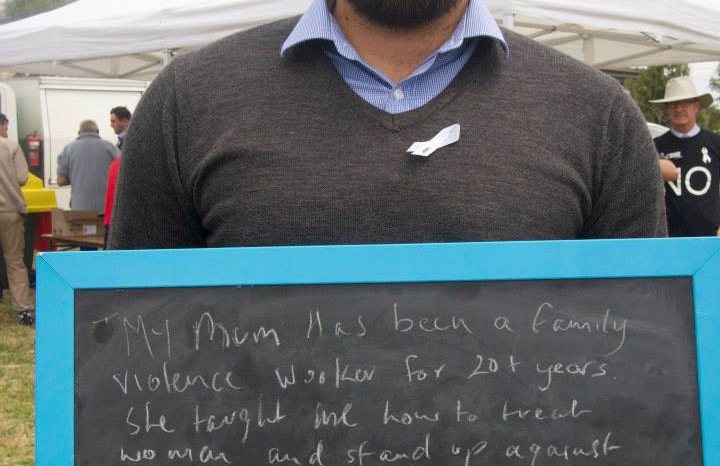 NO
"My Mum Has been a family
violence worker for 20+ years.
She taught me how to treat
woman and stand up against